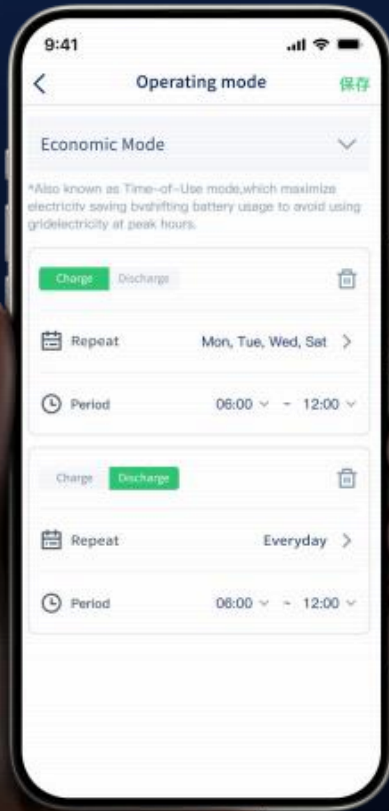 9:41
Operating mode
保存
Economic Mode
*Also known as Time-of-Use mode,which maximize
electricity saving byshifting battery usage to avoid using
gridelectricity at peak hours.
Charge Discharge
Repeat Mon, Tue, Wed, Sat
Period 06:00 ~ 12:00
Charge Discharge
Repeat Everyday
Period 06:00 ~ 12:00